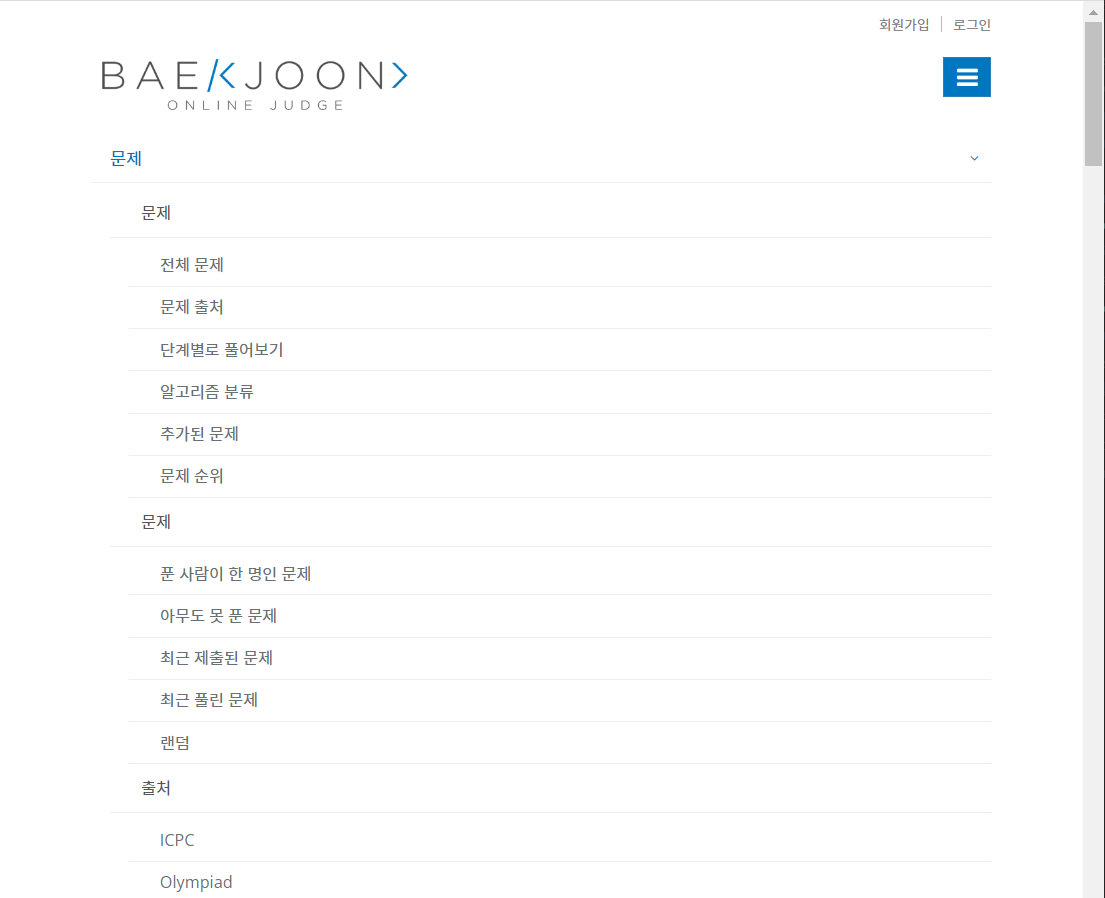 회원가입 로그인
BAE/<JOON>
ONLINE JUDGE
문제
문제
전체 문제
문제 출처
단계별로 풀어보기
알고리즘 분류
추가된 문제
문제 순위
문제
푼 사람이 한 명인 문제
아무도 못 푼 문제
최근 제출된 문제
최근 풀린 문제
랜덤
출처
ICPC
Olympiad